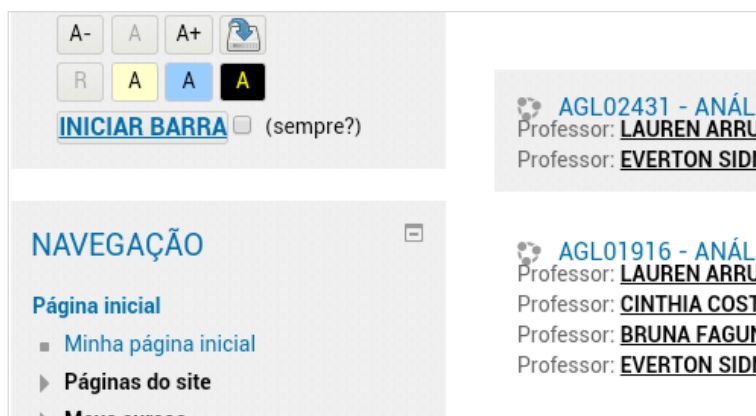 A- A A+
R A A A
INICIAR BARRA (sempre?)
NAVEGAÇÃO
Página inicial
Minha página inicial
Páginas do site
AGL02431 - ANÁL
Professor: LAUREN ARRU
Professor: EVERTON SIDI
AGL01916 - ANÁL
Professor: LAUREN ARRU
Professor: CINTHIA COST
Professor: BRUNA FAGUN
Professor: EVERTON SIDI